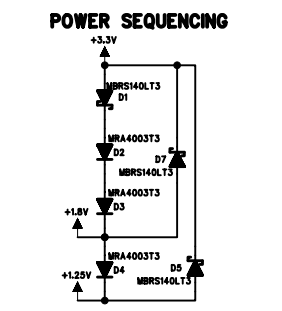 POWER SEQUENCING
+3.3V
MBRS140LT3
D1
MRA4003T3
D2
D7
MBRS140LT3
MRA4003T3
D3
+1.8V
MRA4003T3
D4
D5
+1.25V
MBRS140LT3